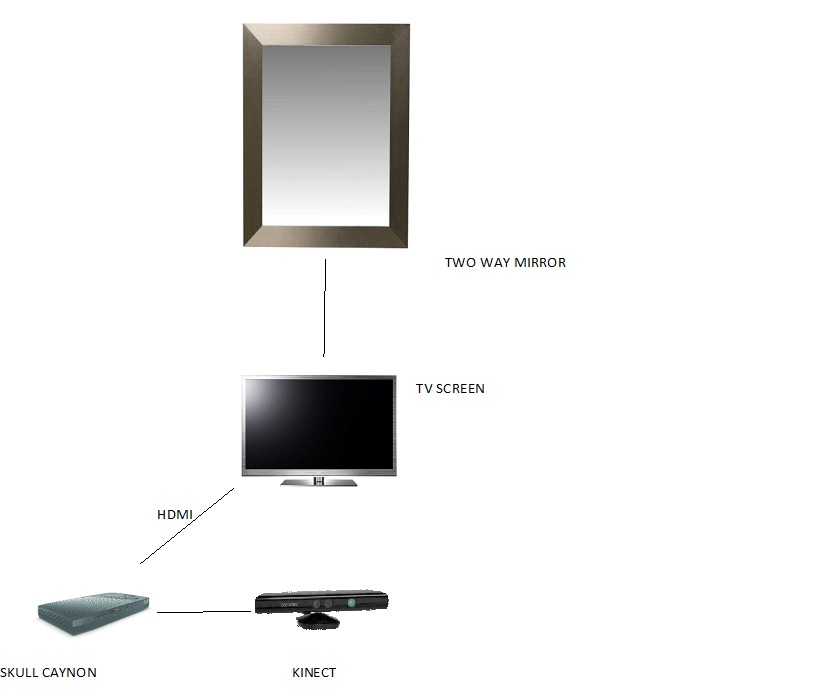 TWO WAY MIRROR
TV SCREEN
HDMI
SKULL CAYNON
KINECT